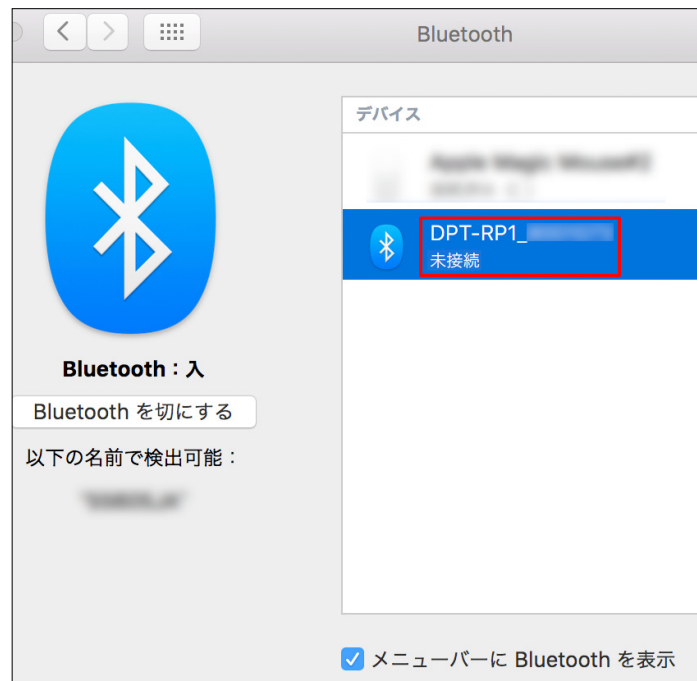 Bluetooth
Bluetooth：入
Bluetooth を切にする
以下の名前で検出可能：
デバイス
DPT-RP1_
未接続
メニューバーに Bluetooth を表示